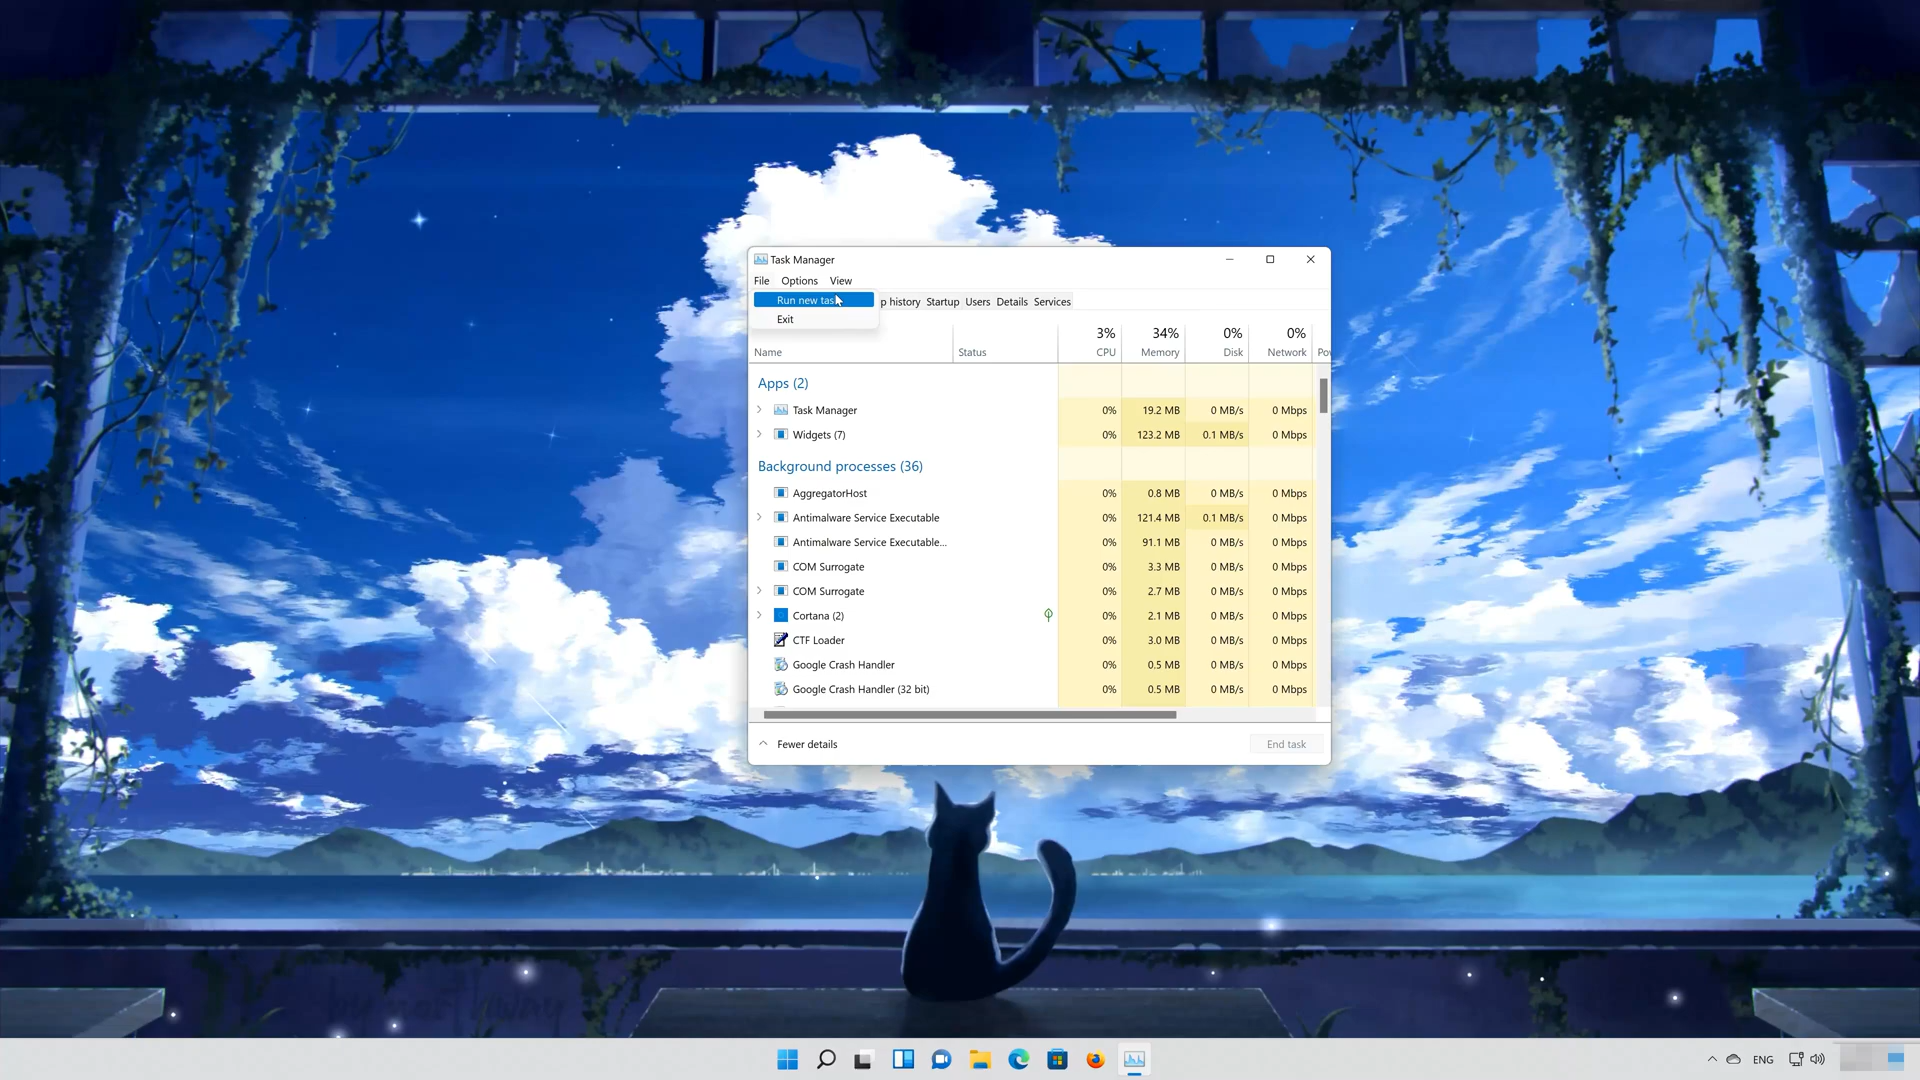 Task Manager
File Options View
Run new tas
p history Startup Users Details Services
Exit
3% 34% 0% 0%
Name Status CPU Memory Disk Network Po
Apps (2)
Task Manager 0% 19.2 MB 0 MB/s 0 Mbps
Widgets (7) 0% 123.2 MB 0.1 MB/s 0 Mbps
Background processes (36)
AggregatorHost 0% 0.8 MB 0 MB/s 0 Mbps
Antimalware Service Executable 0% 121.4 MB 0.1 MB/s 0 Mbps
Antimalware Service Executable... 0% 91.1 MB 0 MB/s 0 Mbps
COM Surrogate 0% 3.3 MB 0 MB/s 0 Mbps
COM Surrogate 0% 2.7 MB 0 MB/s 0 Mbps
Cortana (2) 0% 2.1 MB 0 MB/s 0 Mbps
CTF Loader 0% 3.0 MB 0 MB/s 0 Mbps
Google Crash Handler 0% 0.5 MB 0 MB/s 0 Mbps
Google Crash Handler (32 bit) 0% 0.5 MB 0 MB/s 0 Mbps
Fewer details End task
ENG